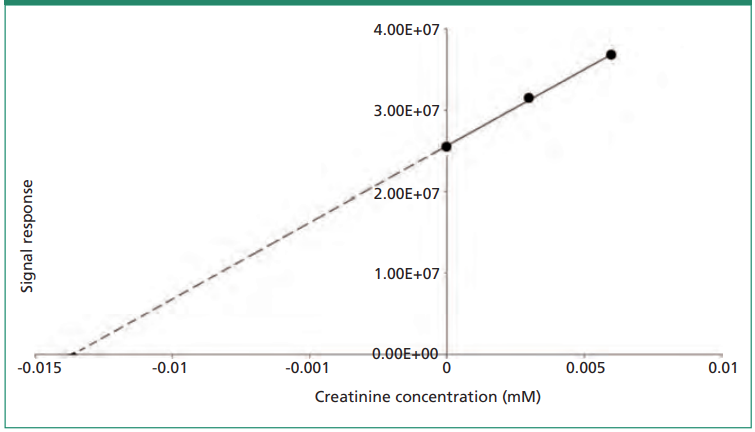 4.00E+07
3.00E+07
2.00E+07
1.00E+07
0.00E+00
Signal response
-0.015
-0.01
-0.001
0
0.005
0.01
Creatinine concentration (mM)